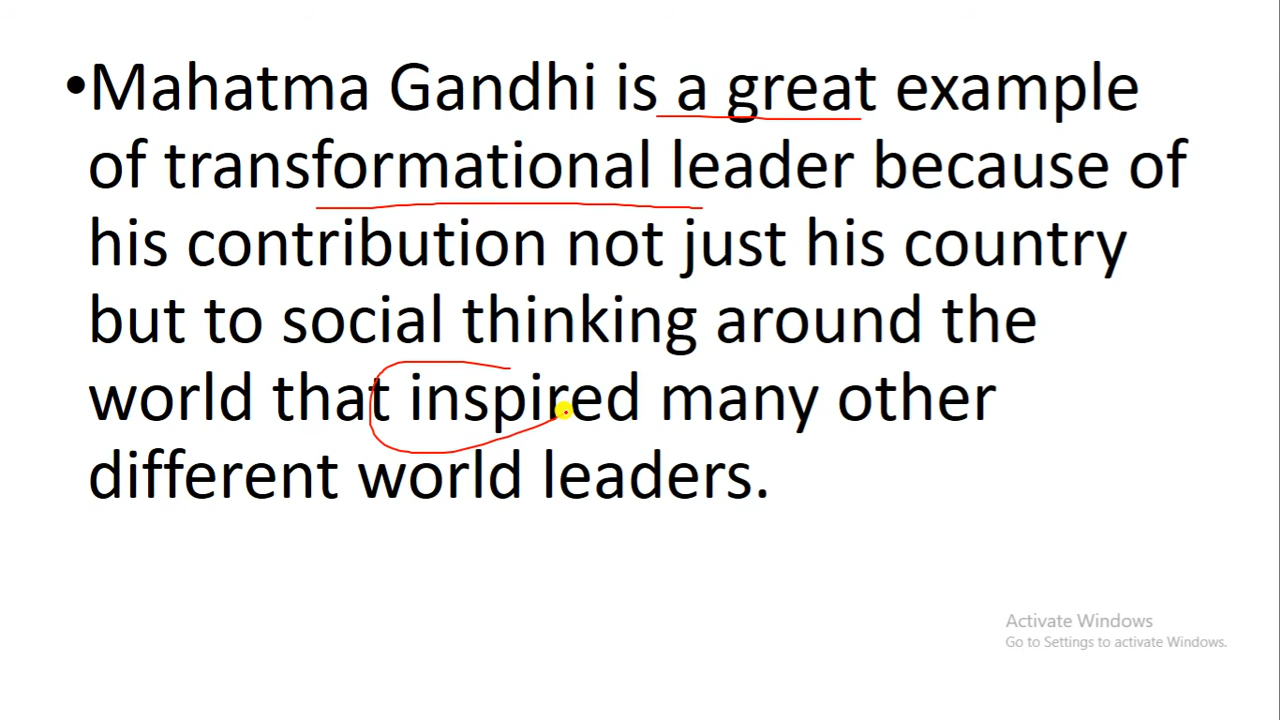 •Mahatma Gandhi is a great example
of transformational leader because of
his contribution not just his country
but to social thinking around the
world that inspired many other
different world leaders.
Activate Windows
Go to Settings to activate Windows.